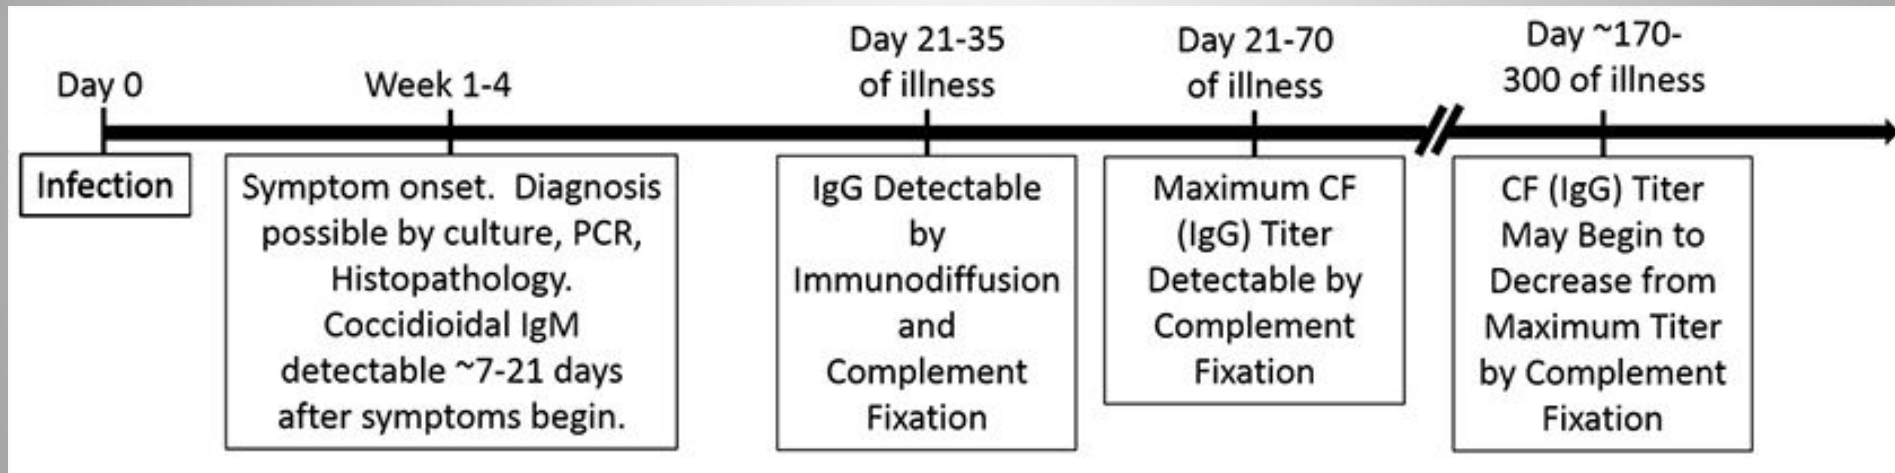 Day 0
Infection
Week 1-4
Symptom onset.  Diagnosis
possible by culture, PCR,
Histopathology.
Coccidioidal IgM
detectable ~7-21 days
after symptoms begin.
Day 21-35
of illness
IgG Detectable
by
Immunodiffusion
and
Complement
Fixation
Day 21-70
of illness
Maximum CF
(IgG) Titer
Detectable by
Complement
Fixation
Day ~170-
300 of illness
CF (IgG) Titer
May Begin to
Decrease from
Maximum Titer
by Complement
Fixation